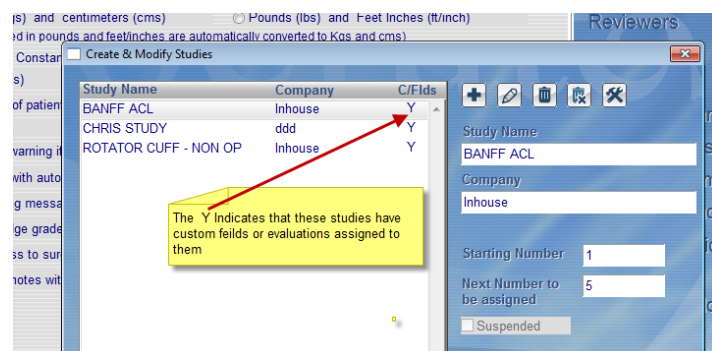 gs) and centimeters (cms) Pounds (lbs) and Feet Inches (ft/inch)
ed in pounds and feet/inches are automatically converted to Kgs and cms)
Reviewers
Constan
Create & Modify Studies
s)
of patient
warning it
with auto
g messa
ge grade
ss to sur
notes wit
Study Name Company C/Flds
BANFF ACL Inhouse Y
CHRIS STUDY ddd Y
ROTATOR CUFF - NON OP Inhouse Y
The Y Indicates that these studies have
custom feilds or evaluations assigned to
them
Study Name
BANFF ACL
Company
Inhouse
Starting Number 1
Next Number to
be assigned
5
Suspended